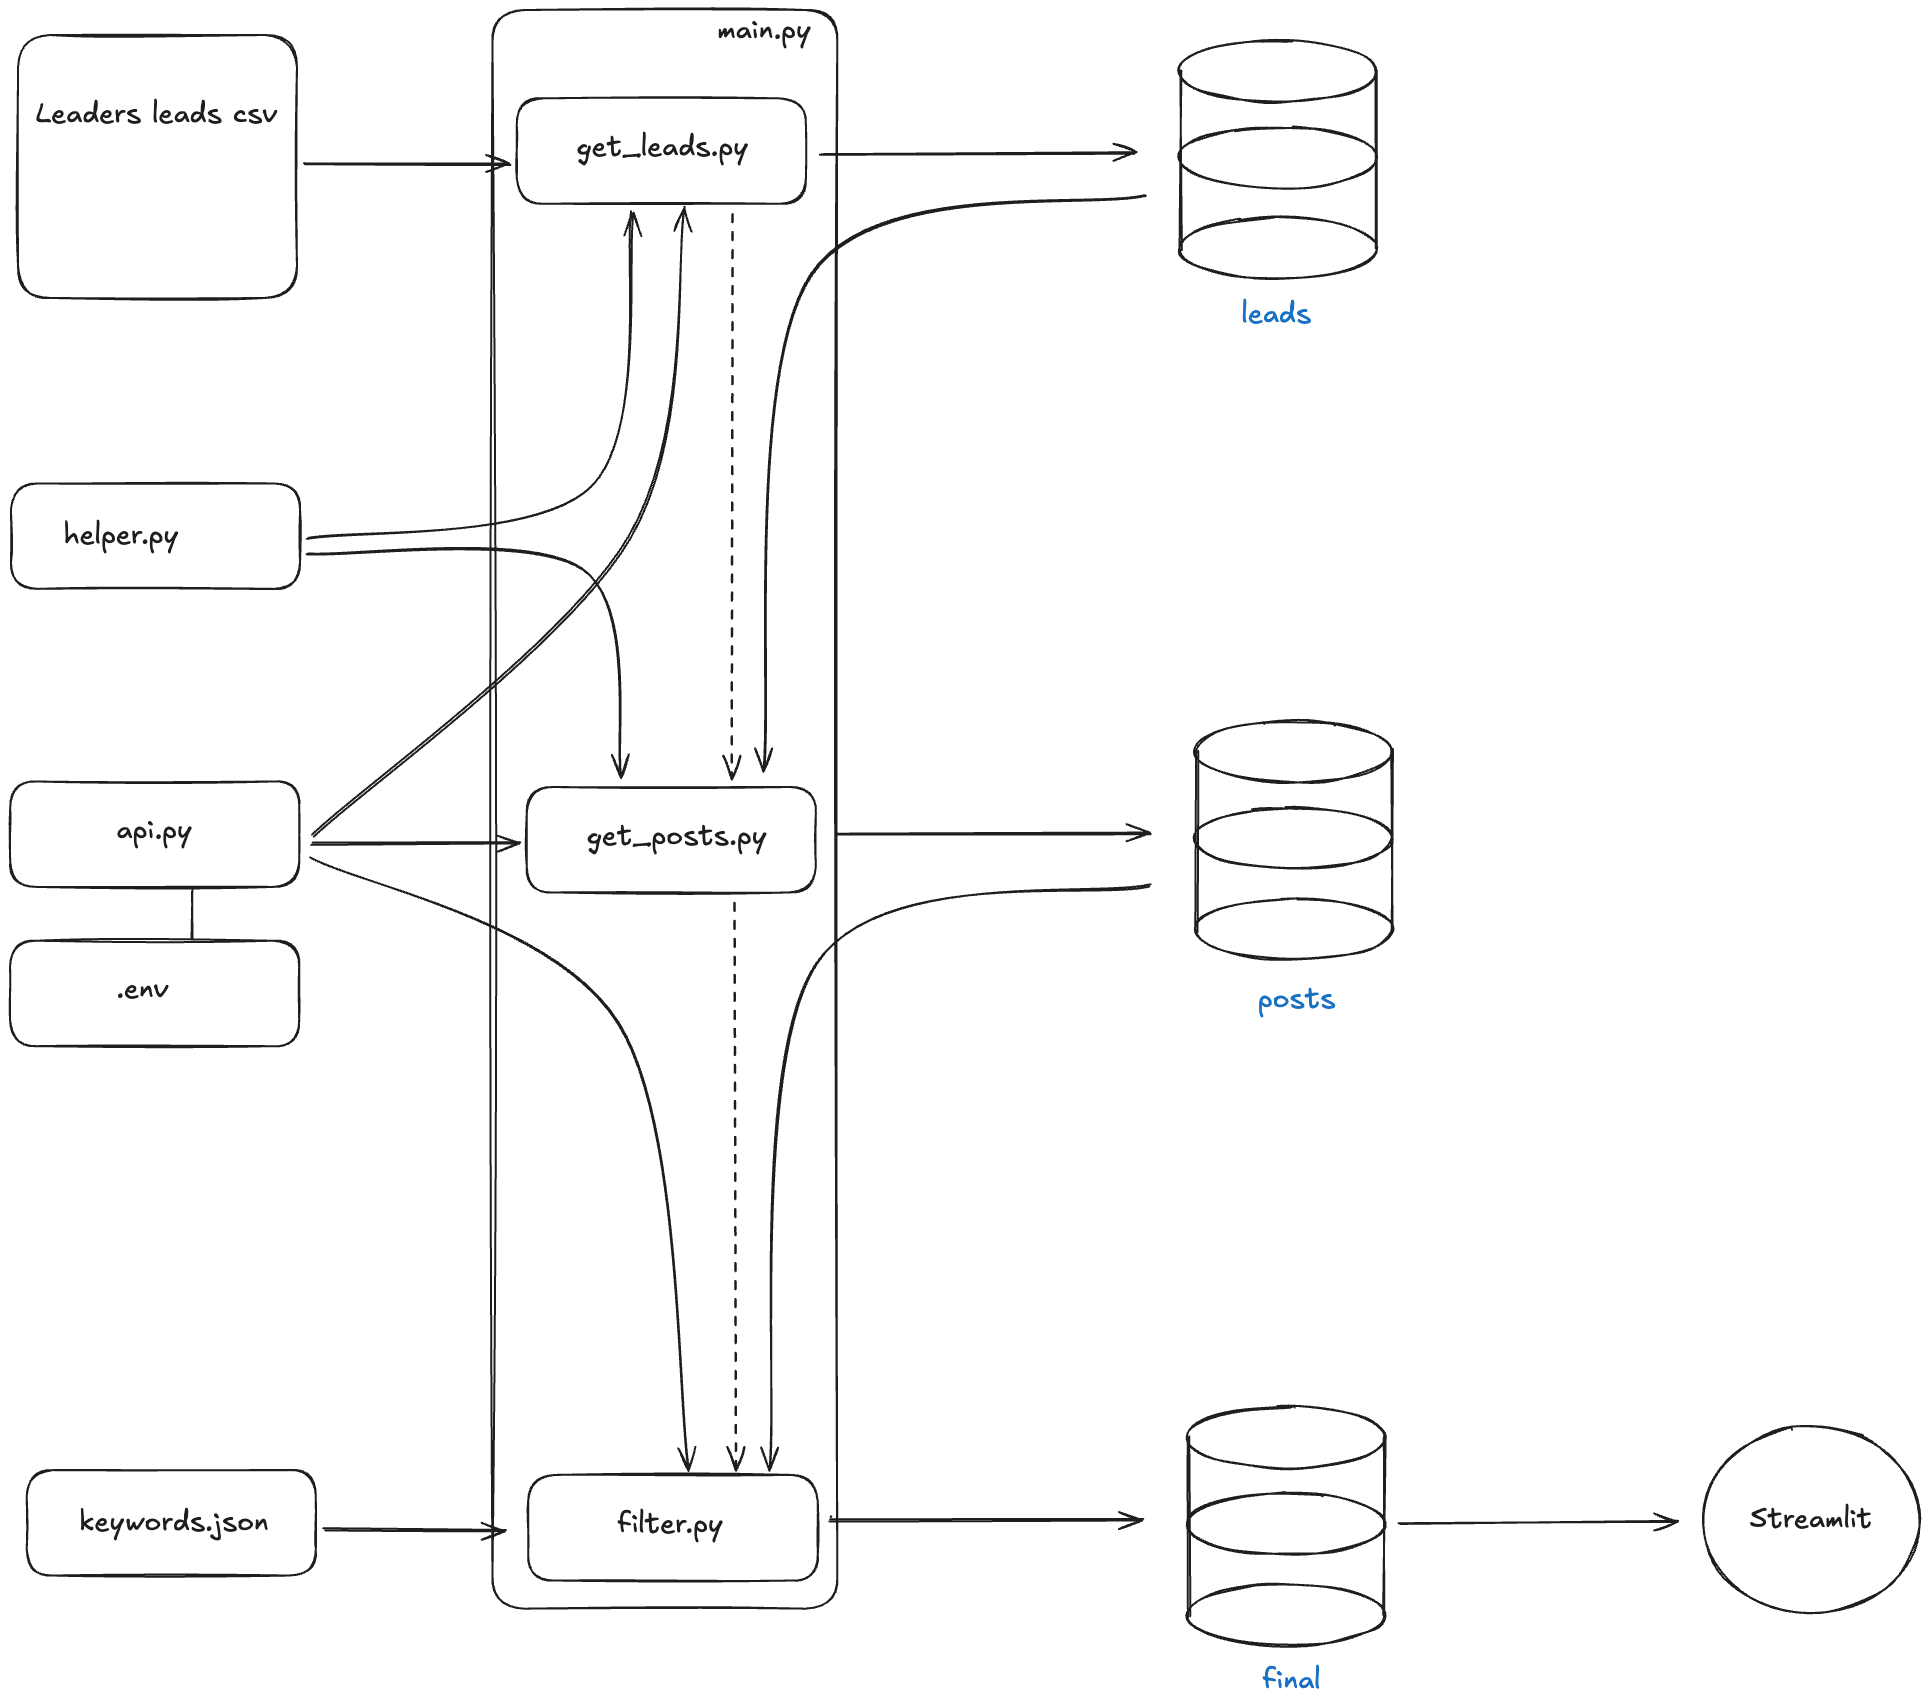 main.py
Leaders leads csv
get_leads.py
leads
helper.py
api.py
get_posts.py
.env
posts
keywords.json
filter.py
Streamlit
final